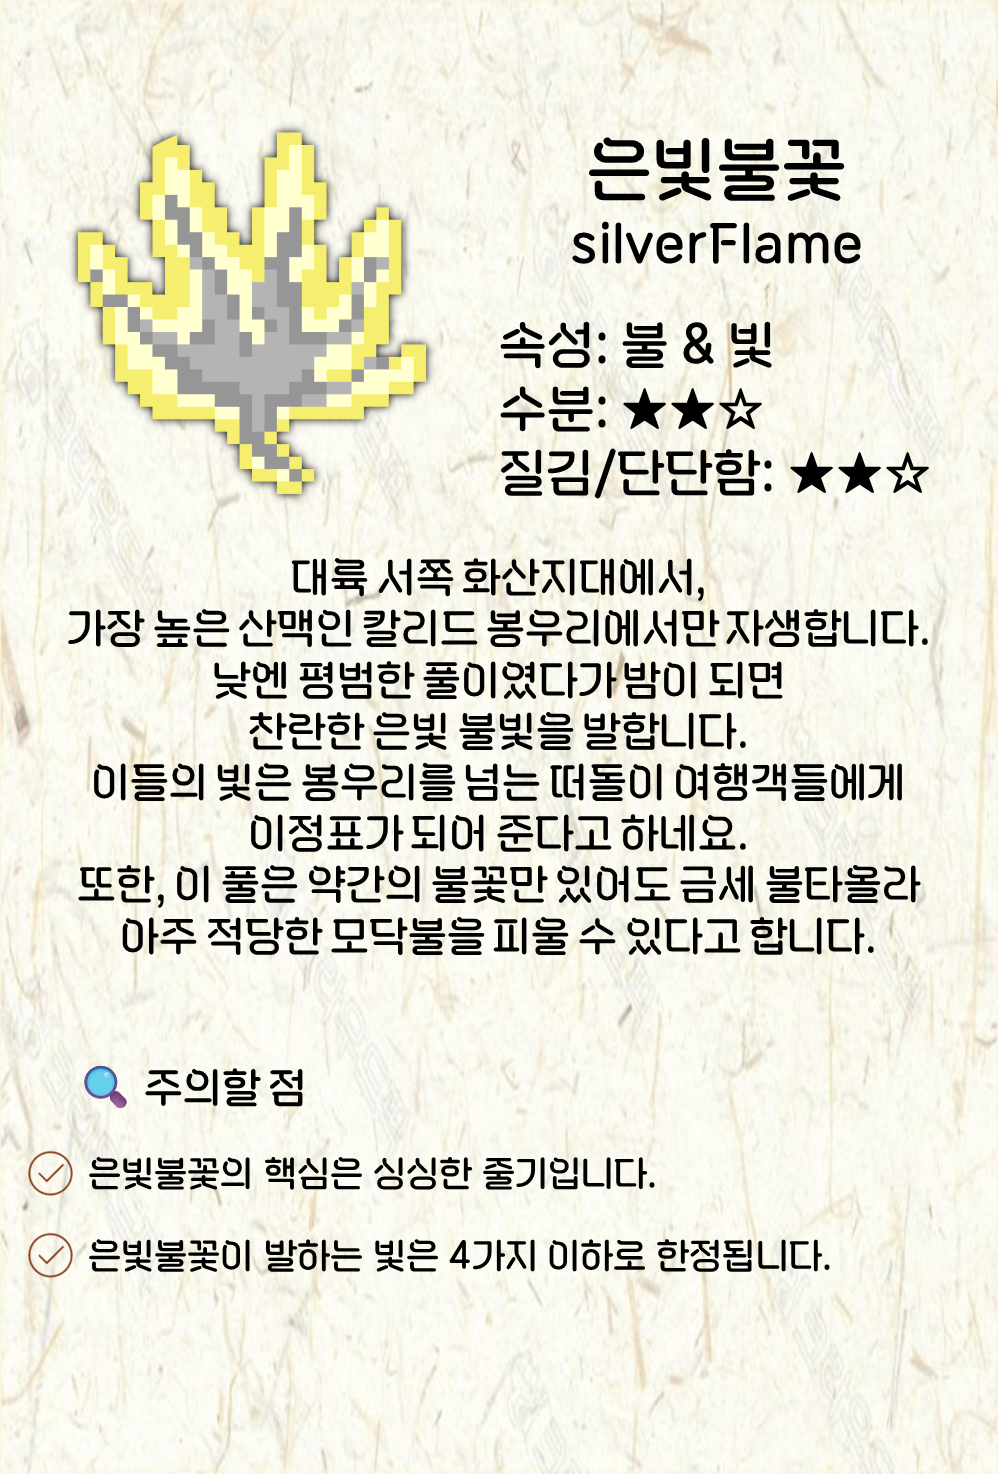 은빛불꽃
silverFlame
속성: 불 & 빛
수분: ★★☆
질김/단단함: ★★☆
대륙 서쪽 화산지대에서,
가장 높은 산맥인 칼리드 봉우리에서만 자생합니다.
낮엔 평범한 풀이였다가 밤이 되면
찬란한 은빛 불빛을 발합니다.
이들의 빛은 봉우리를 넘는 떠돌이 여행객들에게
이정표가 되어 준다고 하네요.
또한, 이 풀은 약간의 불꽃만 있어도 금세 불타올라
아주 적당한 모닥불을 피울 수 있다고 합니다.
주의할 점
은빛불꽃의 핵심은 싱싱한 줄기입니다.
은빛불꽃이 발하는 빛은 4가지 이하로 한정됩니다.